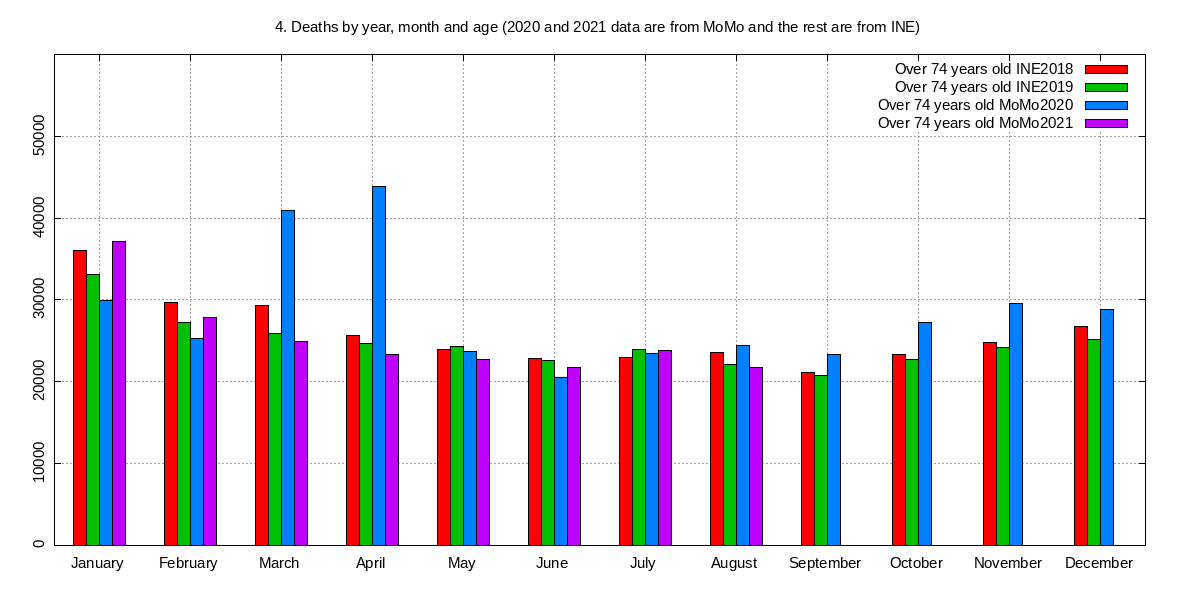 4. Deaths by year, month and age (2020 and 2021 data are from MoMo and the rest are from INE)
Over 74 years old INE2018
Over 74 years old INE2019
Over 74 years old MoMo2020
Over 74 years old MoMo2021
50000
40000
30000
20000
10000
0
January February March April May June July August September October November December